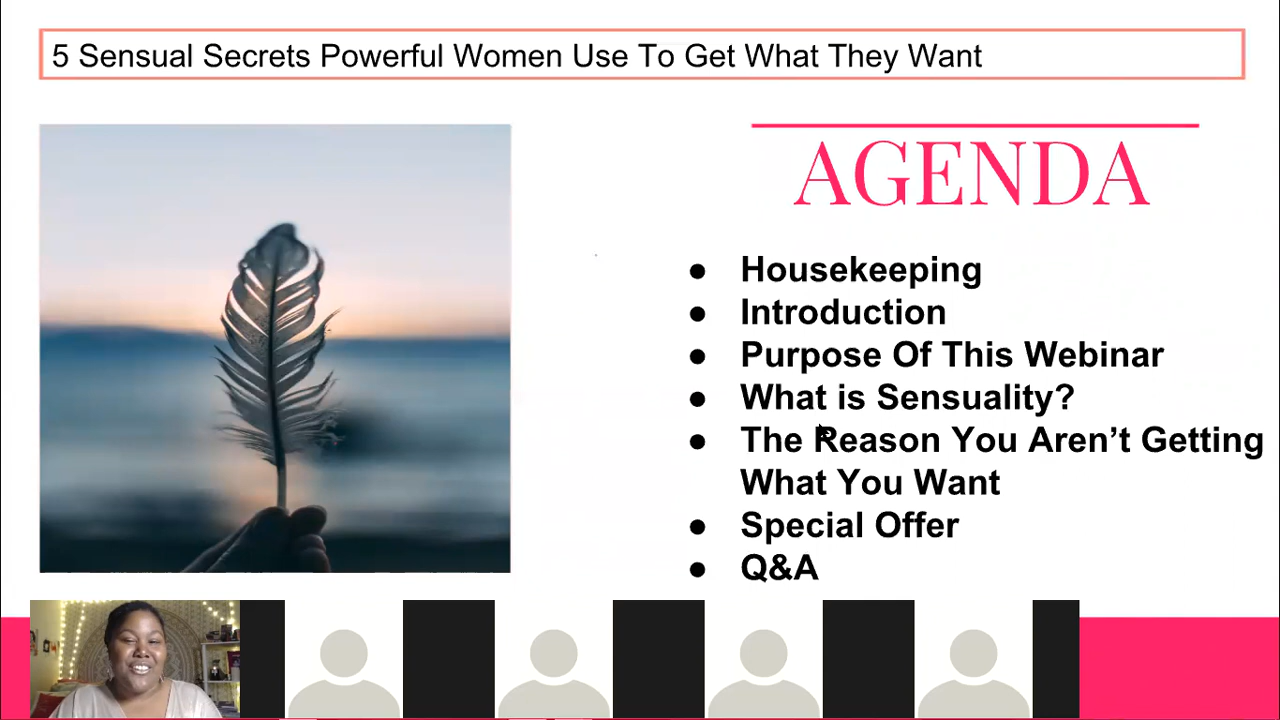 5 Sensual Secrets Powerful Women Use To Get What They Want
AGENDA
● Housekeeping
● Introduction
● Purpose Of This Webinar
● What is Sensuality?
● The Reason You Aren’t Getting
What You Want
● Special Offer
● Q&A